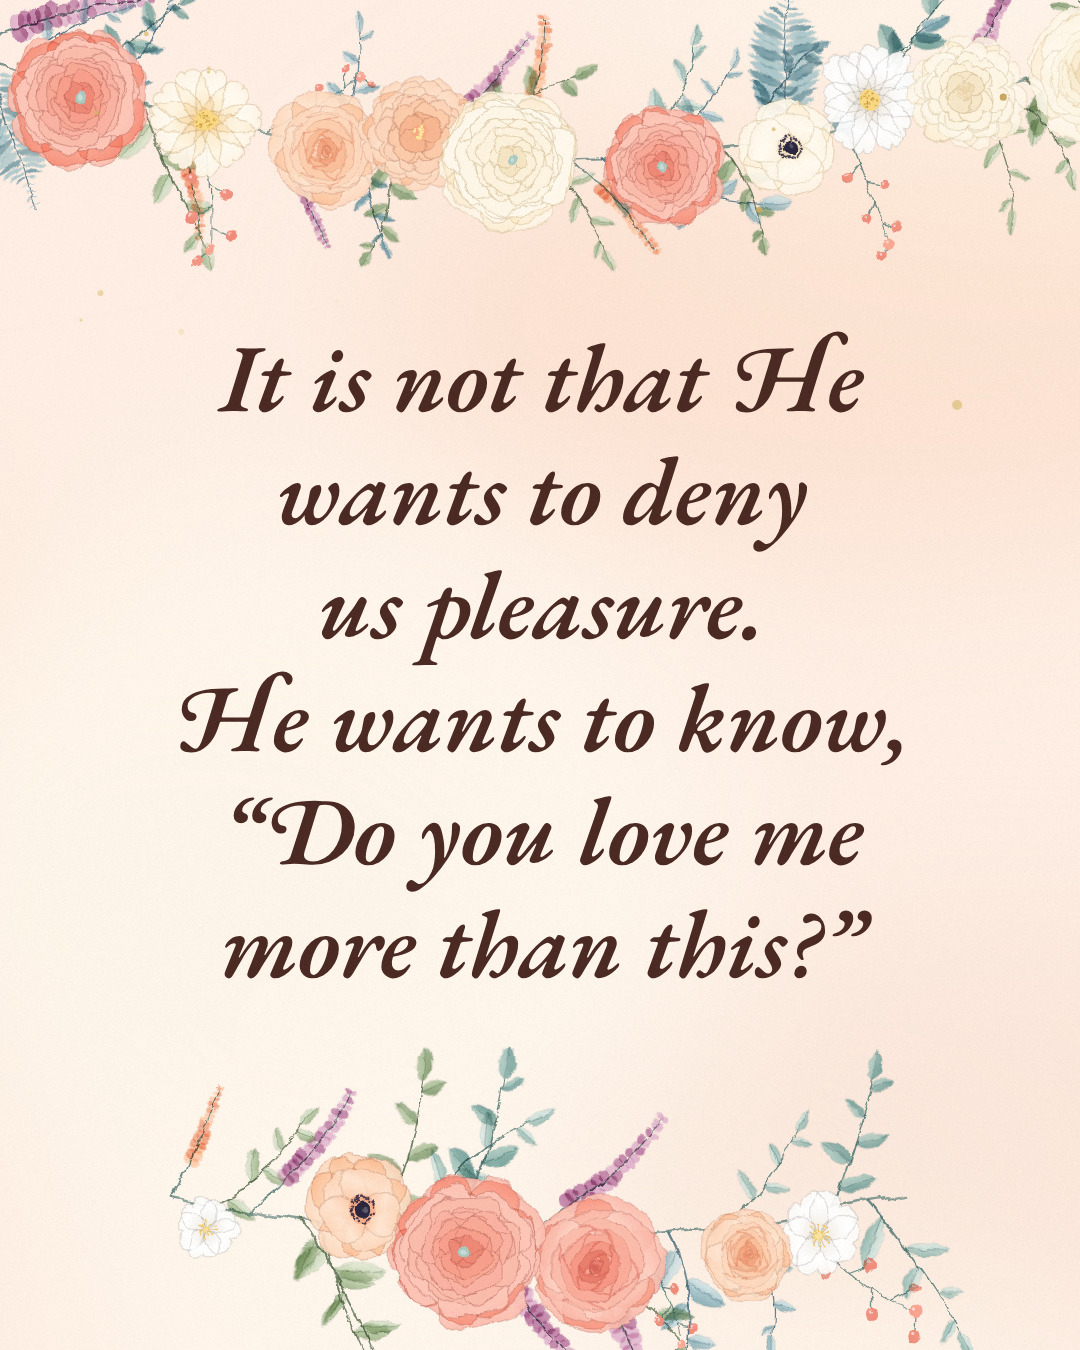 It is not that He
wants to deny
us pleasure.
He wants to know,
“Do you love me
more than this?”